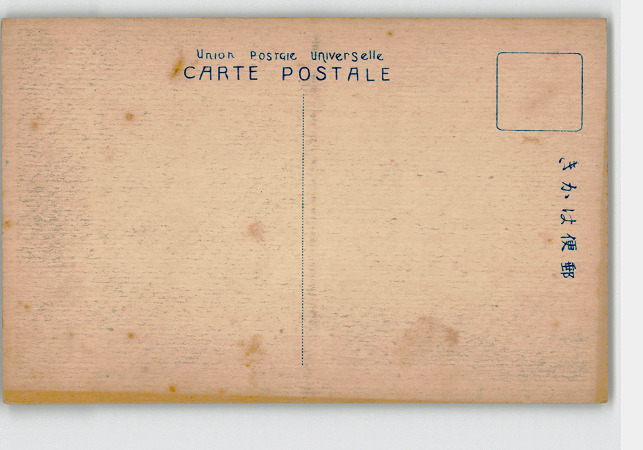 Union Postale Universelle
CARTE POSTALE
郵便はかき